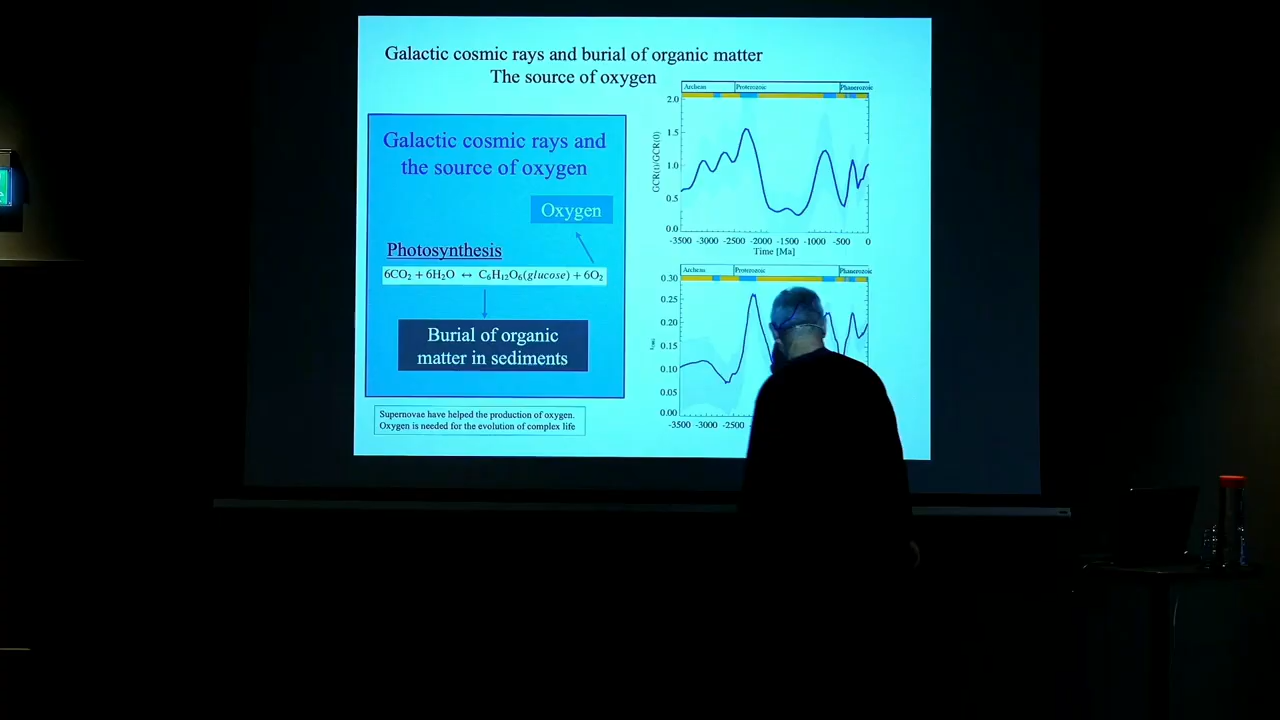 Galactic cosmic rays and burial of organic matter
The source of oxygen
Galactic cosmic rays and
the source of oxygen
Oxygen
Photosynthesis
6CO₂ + 6H₂O ↔ C₆H₁₂O₆(glucose) + 6O₂
Burial of organic
matter in sediments
Supernovae have helped the production of oxygen.
Oxygen is needed for the evolution of complex life
Archean Proterozoic Phanerozoic
2.0
1.5
1.0
0.5
0.0
GCR(t)/GCR(0)
-3500 -3000 -2500 -2000 -1500 -1000 -500 0
Time [Ma]
Archean Proterozoic Phanerozoic
0.30
0.25
0.20
0.15
0.10
0.05
0.00
-3500 -3000 -2500